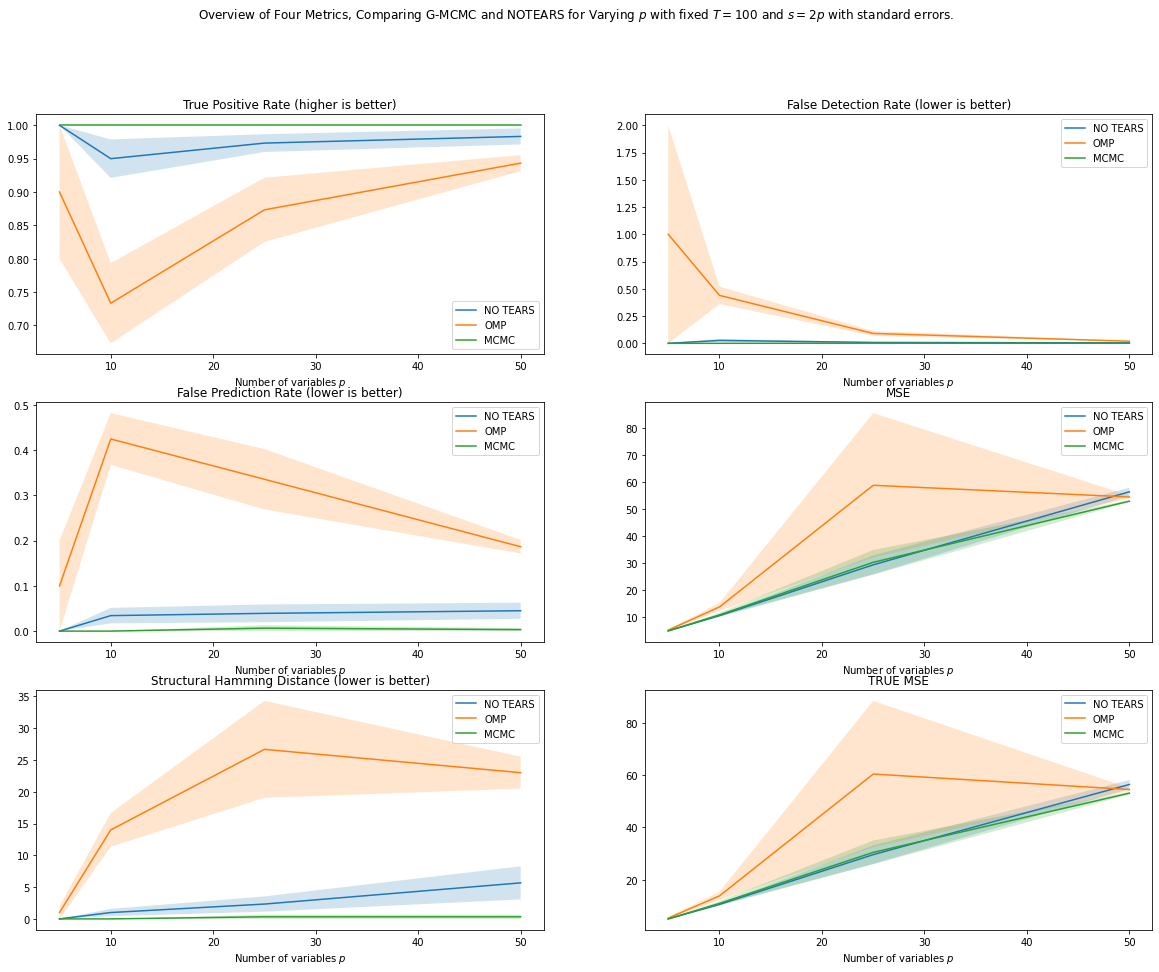 Overview of Four Metrics, Comparing G-MCMC and NOTEARS for Varying p with fixed T = 100 and s = 2p with standard errors.
True Positive Rate (higher is better)
1.00
0.95
0.90
0.85
0.80
0.75
0.70
NO TEARS
OMP
MCMC
10 20 30 40 50
Number of variables p
False Detection Rate (lower is better)
2.00
1.75
1.50
1.25
1.00
0.75
0.50
0.25
0.00
NO TEARS
OMP
MCMC
10 20 30 40 50
Number of variables p
False Prediction Rate (lower is better)
0.5
0.4
0.3
0.2
0.1
0.0
NO TEARS
OMP
MCMC
10 20 30 40 50
Number of variables p
MSE
80
70
60
50
40
30
20
10
NO TEARS
OMP
MCMC
10 20 30 40 50
Number of variables p
Structural Hamming Distance (lower is better)
35
30
25
20
15
10
5
0
NO TEARS
OMP
MCMC
10 20 30 40 50
Number of variables p
TRUE MSE
80
60
40
20
NO TEARS
OMP
MCMC
10 20 30 40 50
Number of variables p